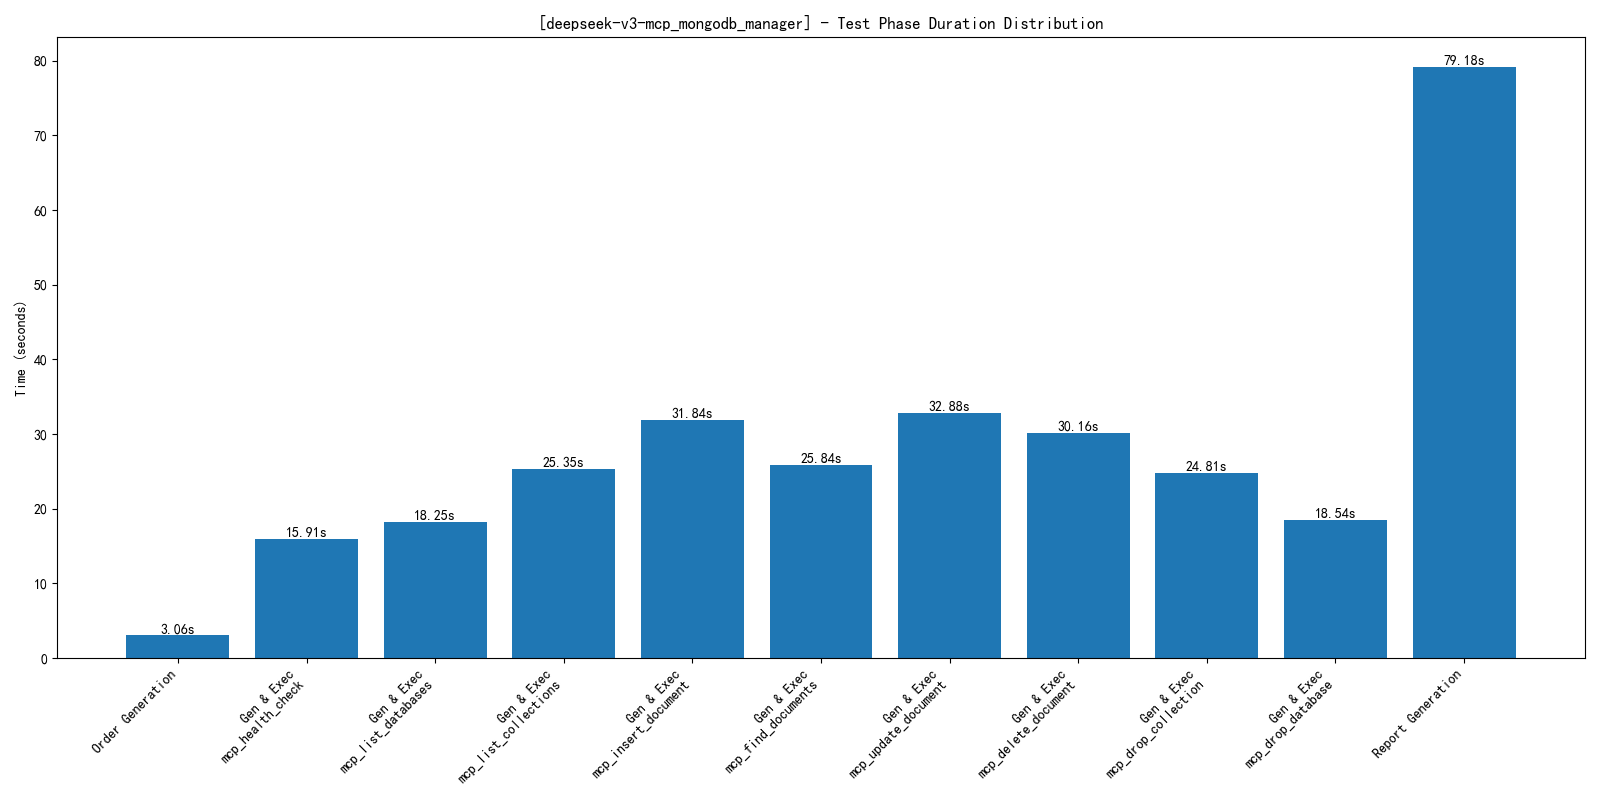 [deepseek-v3-mcp_mongodb_manager] - Test Phase Duration Distribution
Time (seconds)
80
70
60
50
40
30
20
10
0
3.06s
15.91s
18.25s
25.35s
31.84s
25.84s
32.88s
30.16s
24.81s
18.54s
79.18s
Order Generation
Gen & Exec
mcp_health_check
Gen & Exec
mcp_list_databases
Gen & Exec
mcp_list_collections
Gen & Exec
mcp_insert_document
Gen & Exec
mcp_find_documents
Gen & Exec
mcp_update_document
Gen & Exec
mcp_delete_document
Gen & Exec
mcp_drop_collection
Gen & Exec
mcp_drop_database
Report Generation